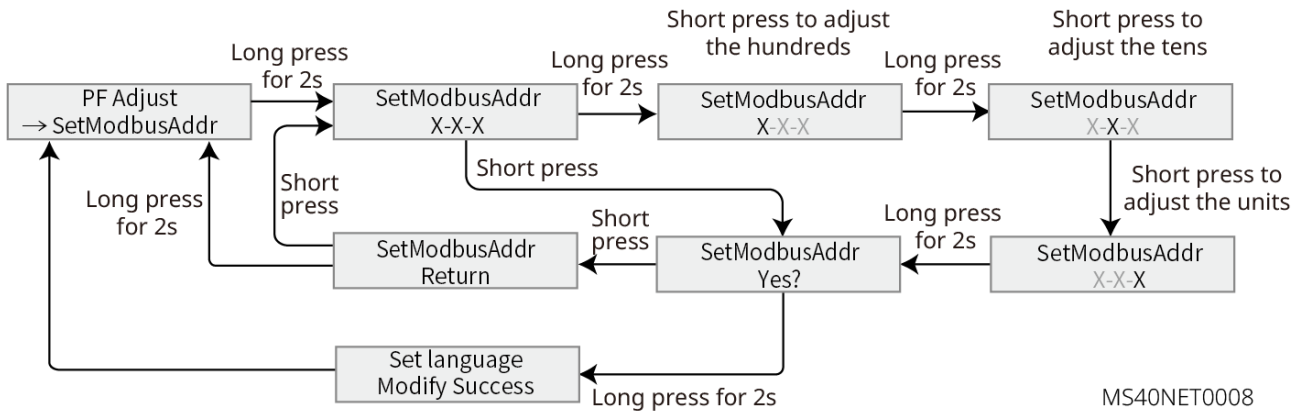 Short press to adjust
the hundreds
Short press to
adjust the tens
Long press
for 2s
Long press
for 2s
Long press
for 2s
PF Adjust
→ SetModbusAddr
SetModbusAddr
X-X-X
SetModbusAddr
X-X-X
SetModbusAddr
X-X-X
Short press
Short press to
adjust the units
Long press
for 2s
Short
press
Short
press
Long press
for 2s
SetModbusAddr
Return
SetModbusAddr
Yes?
SetModbusAddr
X-X-X
Set language
Modify Success
Long press for 2s
MS40NET0008